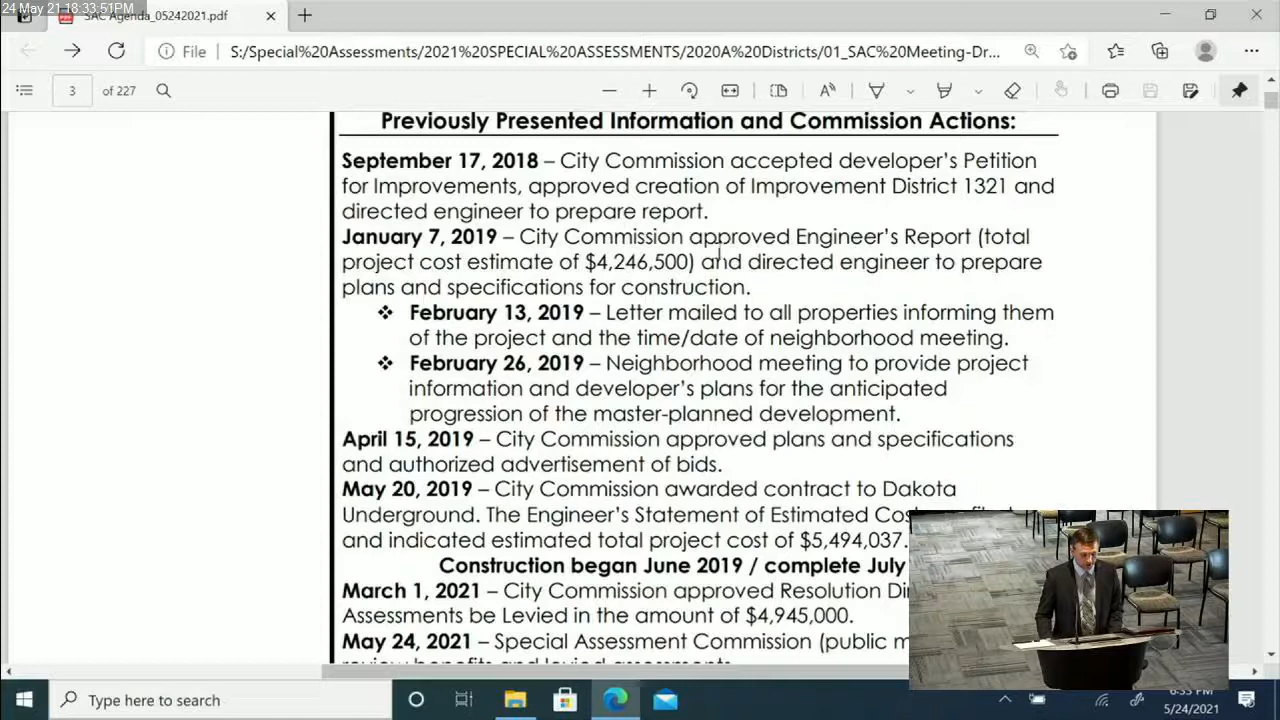 24 May 21 18:33:51PM
SAC Agenda_05242021.pdf
File
S:/Special%20Assessments/2021%20SPECIAL%20ASSESSMENTS/2020A%20Districts/01_SAC%20Meeting-Dr...
3 of 227
Previously Presented Information and Commission Actions:
September 17, 2018 – City Commission accepted developer's Petition
for Improvements, approved creation of Improvement District 1321 and
directed engineer to prepare report.
January 7, 2019 – City Commission approved Engineer's Report (total
project cost estimate of $4,246,500) and directed engineer to prepare
plans and specifications for construction.
❖ February 13, 2019 – Letter mailed to all properties informing them
of the project and the time/date of neighborhood meeting.
❖ February 26, 2019 – Neighborhood meeting to provide project
information and developer's plans for the anticipated
progression of the master-planned development.
April 15, 2019 – City Commission approved plans and specifications
and authorized advertisement of bids.
May 20, 2019 – City Commission awarded contract to Dakota
Underground. The Engineer's Statement of Estimated
and indicated estimated total project cost of $5,494,037.
Construction began June 2019 / complete July
March 1, 2021 – City Commission approved Resolution
Assessments be Levied in the amount of $4,945,000.
May 24, 2021 – Special Assessment Commission (public
Type here to search
6:33 PM
5/24/2021